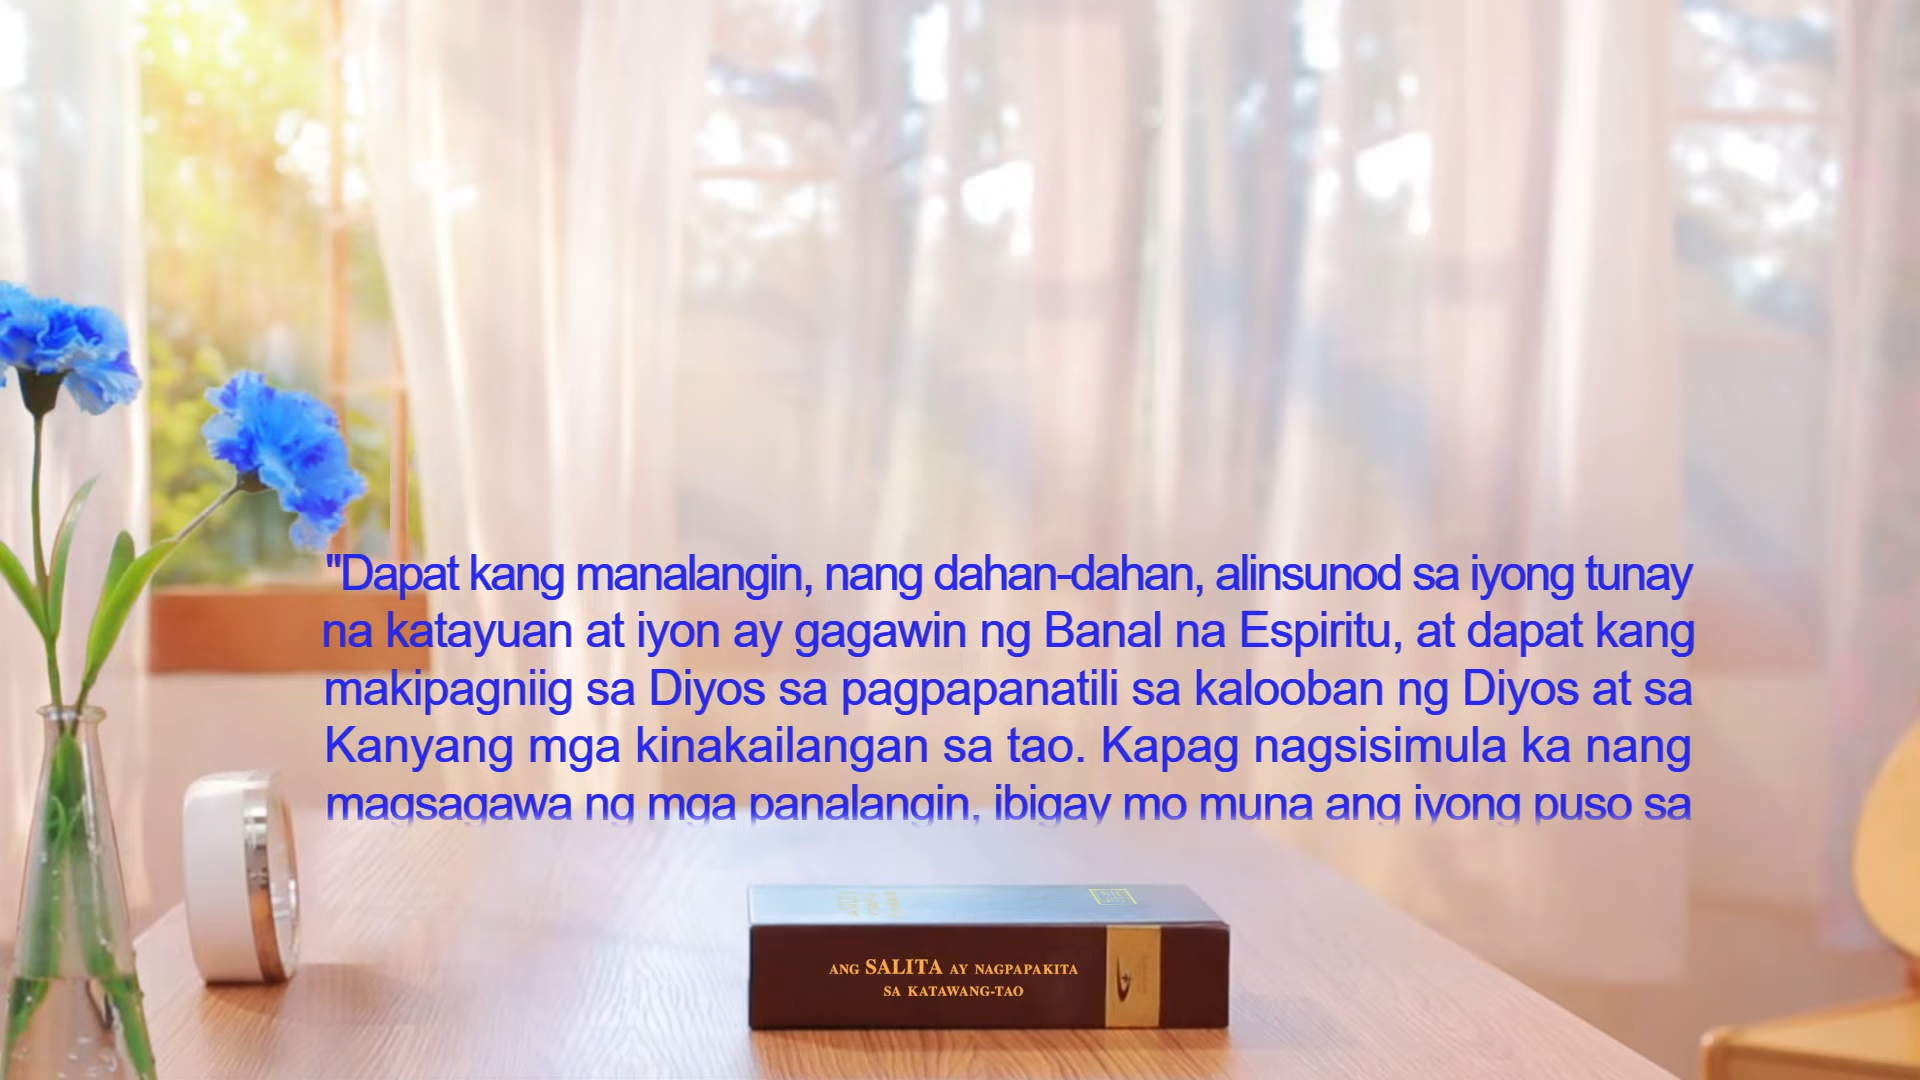 "Dapat kang manalangin, nang dahan-dahan, alinsunod sa iyong tunay
na katayuan at iyon ay gagawin ng Banal na Espiritu, at dapat kang
makipagniig sa Diyos sa pagpapanatili sa kalooban ng Diyos at sa
Kanyang mga kinakailangan sa tao. Kapag nagsisimula ka nang
magsagawa ng mga panalangin, ibigay mo muna ang iyong puso sa
ANG SALITA AY NAGPAPAKITA
SA KATAWANG-TAO